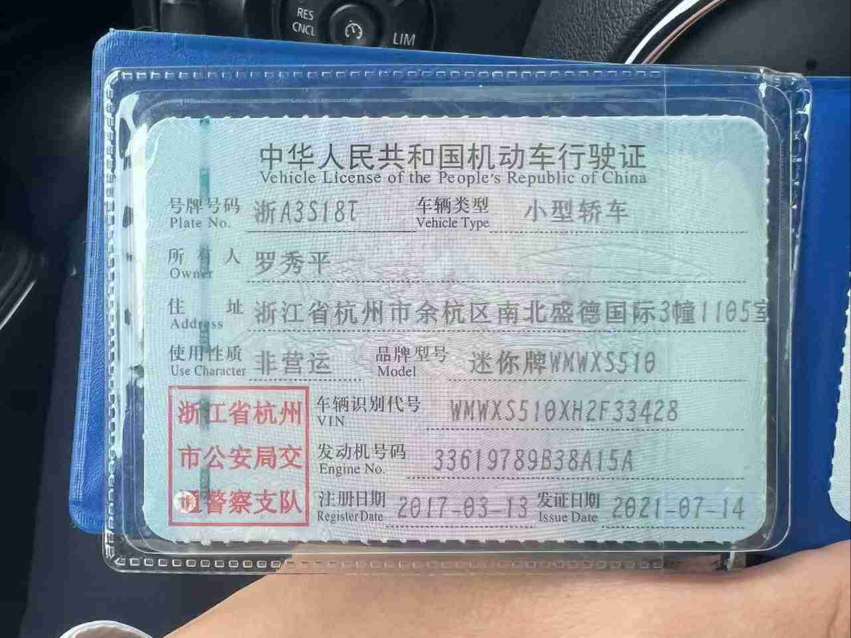 RES
CNCL
LIM
中华人民共和国机动车行驶证
Vehicle License of the People's Republic of China
号牌号码 浙A3S18T 车辆类型 小型轿车
Plate No. Vehicle Type
所有人 罗秀平
Owner
住址 浙江省杭州市余杭区南北盛德国际3幢1105室
Address
使用性质 非营运 品牌型号 迷你牌WMWXS510
Use Character Model
浙江省杭州 车辆识别代号 WMWXS510XH2F33428
VIN
市公安局交 发动机号码 33619789B38A15A
Engine No.
通警察支队 注册日期 2017-03-13 发证日期 2021-07-14
Register Date Issue Date